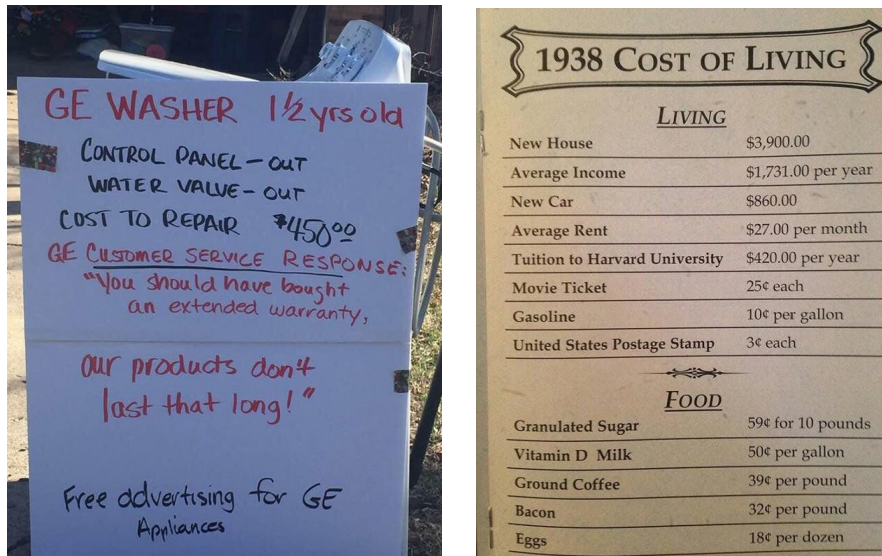 GE WASHER 1½ yrs old
CONTROL PANEL - OUT
WATER VALVE - OUT
COST TO REPAIR $450⁰⁰
GE CUSTOMER SERVICE RESPONSE:
"You should have bought
an extended warranty,
our products don't
last that long!"
Free advertising for GE
Appliances
1938 COST OF LIVING
LIVING
New House $3,900.00
Average Income $1,731.00 per year
New Car $860.00
Average Rent $27.00 per month
Tuition to Harvard University $420.00 per year
Movie Ticket 25¢ each
Gasoline 10¢ per gallon
United States Postage Stamp 3¢ each
FOOD
Granulated Sugar 59¢ for 10 pounds
Vitamin D Milk 50¢ per gallon
Ground Coffee 39¢ per pound
Bacon 32¢ per pound
Eggs 18¢ per dozen